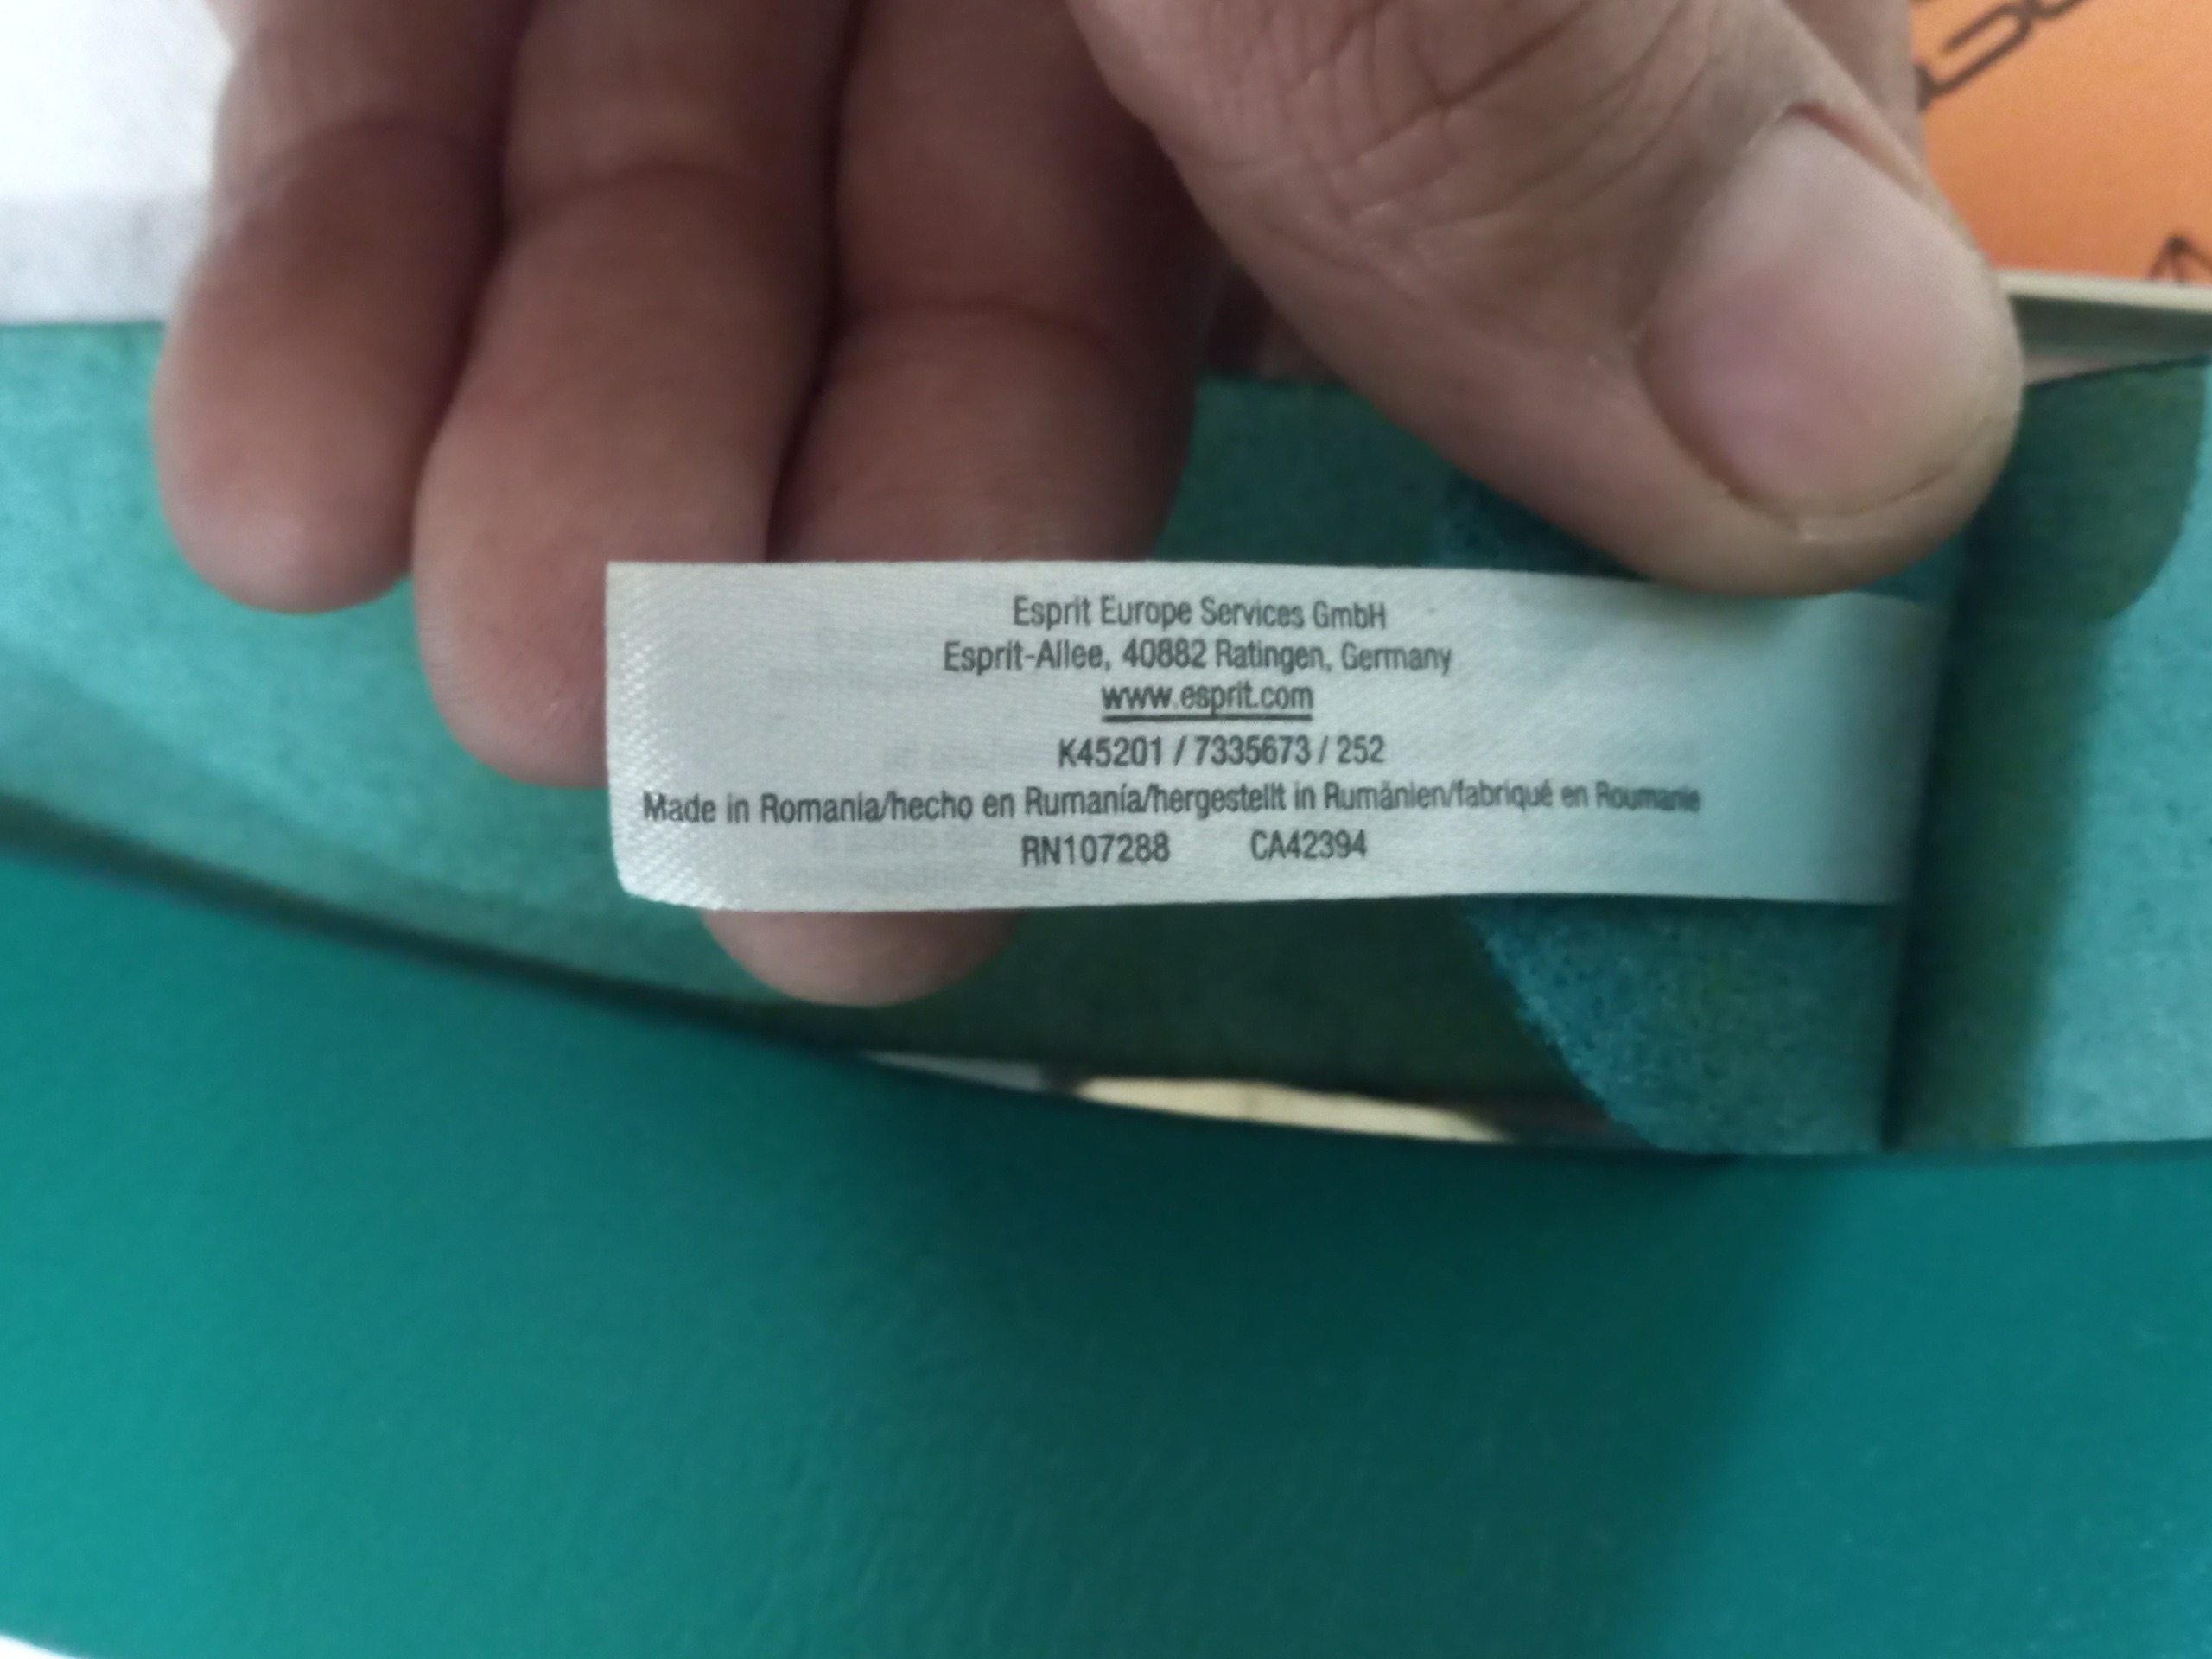 Esprit Europe Services GmbH
Esprit-Allee, 40882 Ratingen, Germany
www.esprit.com
K45201 / 7335673 / 252
Made in Romania/hecho en Rumanía/hergestellt in Rumänien/fabriqué en Roumanie
RN107288 CA42394